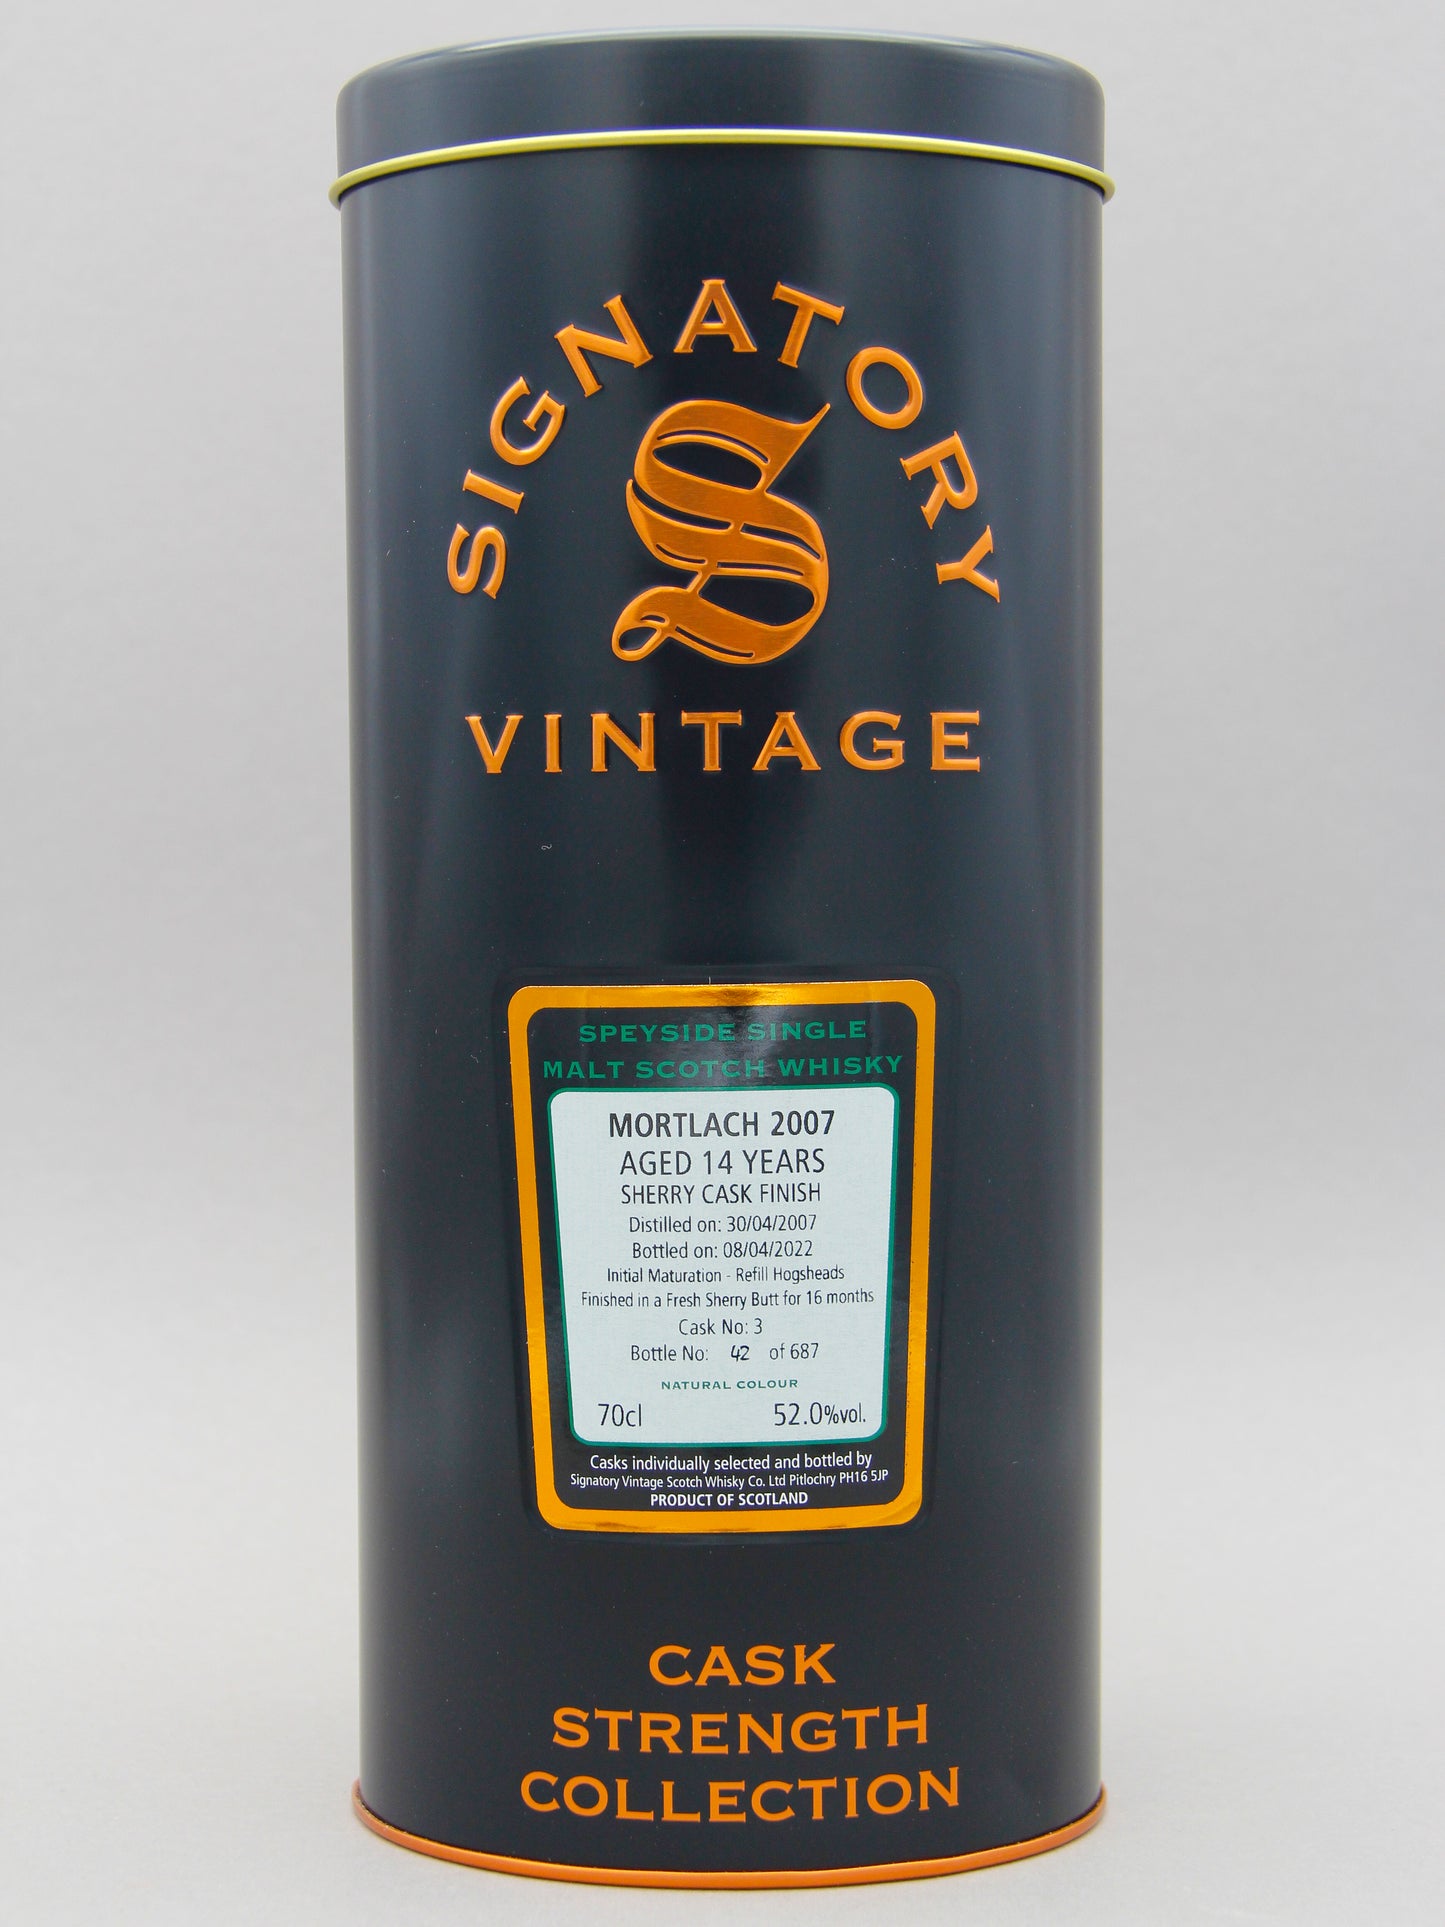 SIGNATORY
S
VINTAGE
SPEYSIDE SINGLE
MALT SCOTCH WHISKY
MORTLACH 2007
AGED 14 YEARS
SHERRY CASK FINISH
Distilled on: 30/04/2007
Bottled on: 08/04/2022
Initial Maturation - Refill Hogsheads
Finished in a Fresh Sherry Butt for 16 months
Cask No: 3
Bottle No: 42 of 687
NATURAL COLOUR
70cl 52.0%vol.
Casks individually selected and bottled by
Signatory Vintage Scotch Whisky Co. Ltd Pitlochry PH16 5JP
PRODUCT OF SCOTLAND
CASK
STRENGTH
COLLECTION